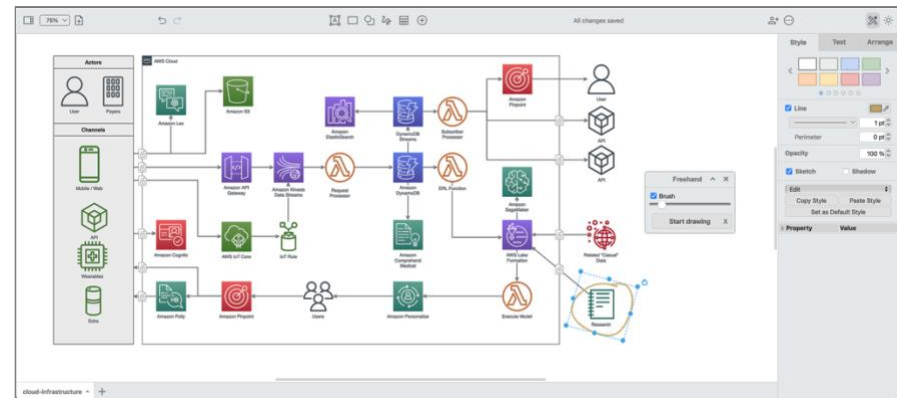 75%
All changes saved
Style
Text
Arrange
Line
1 pt
Perimeter
0 pt
Opacity
100 %
Sketch
Shadow
Edit
Copy Style
Paste Style
Set as Default Style
Property
Value
Freehand
Brush
Start drawing
X
Actors
User
Payers
Channels
Mobile / Web
API
Wearables
Echo
AWS Cloud
Amazon Lex
Amazon S3
Amazon
ElasticSearch
DynamoDB
Streams
Subscriber
Processor
Amazon
Pinpoint
User
API
API
Amazon API
Gateway
Amazon Kinesis
Data Streams
Request
Processor
Amazon
DynamoDB
ERL Function
Amazon
SageMaker
Amazon Cognito
AWS IoT Core
IoT Rule
Amazon
Comprehend
Medical
AWS Lake
Formation
Related "Casual"
Data
Amazon Polly
Amazon Pinpoint
Users
Amazon Personalize
Execute Model
Research
cloud-infrastructure